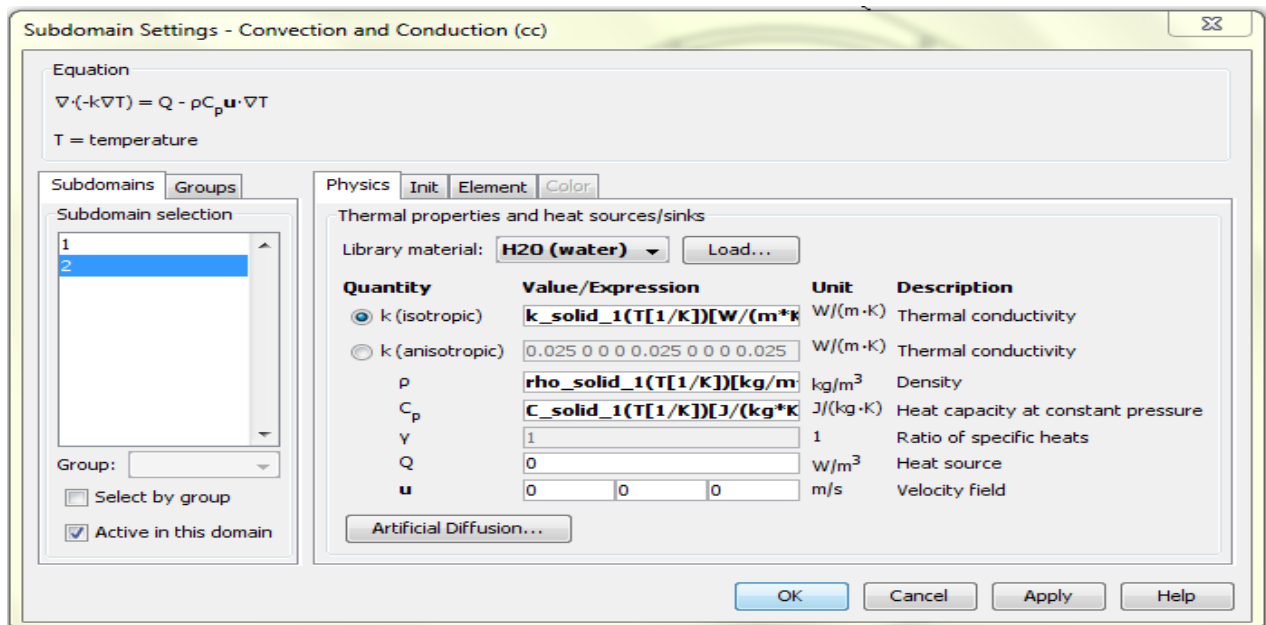 Subdomain Settings - Convection and Conduction (cc)
Equation
∇·(-k∇T) = Q - ρCpu·∇T
T = temperature
Subdomains Groups
Subdomain selection
1
2
Group:
Select by group
Active in this domain
Physics Init Element Color
Thermal properties and heat sources/sinks
Library material: H2O (water) Load...
Quantity Value/Expression Unit Description
k (isotropic) k_solid_1(T[1/K])[W/(m*K W/(m·K) Thermal conductivity
k (anisotropic) 0.025 0 0 0 0.025 0 0 0 0.025 W/(m·K) Thermal conductivity
ρ rho_solid_1(T[1/K])[kg/m kg/m³ Density
Cp C_solid_1(T[1/K])[J/(kg*K J/(kg·K) Heat capacity at constant pressure
γ 1 1 Ratio of specific heats
Q 0 W/m³ Heat source
u 0 0 0 m/s Velocity field
Artificial Diffusion...
OK Cancel Apply Help